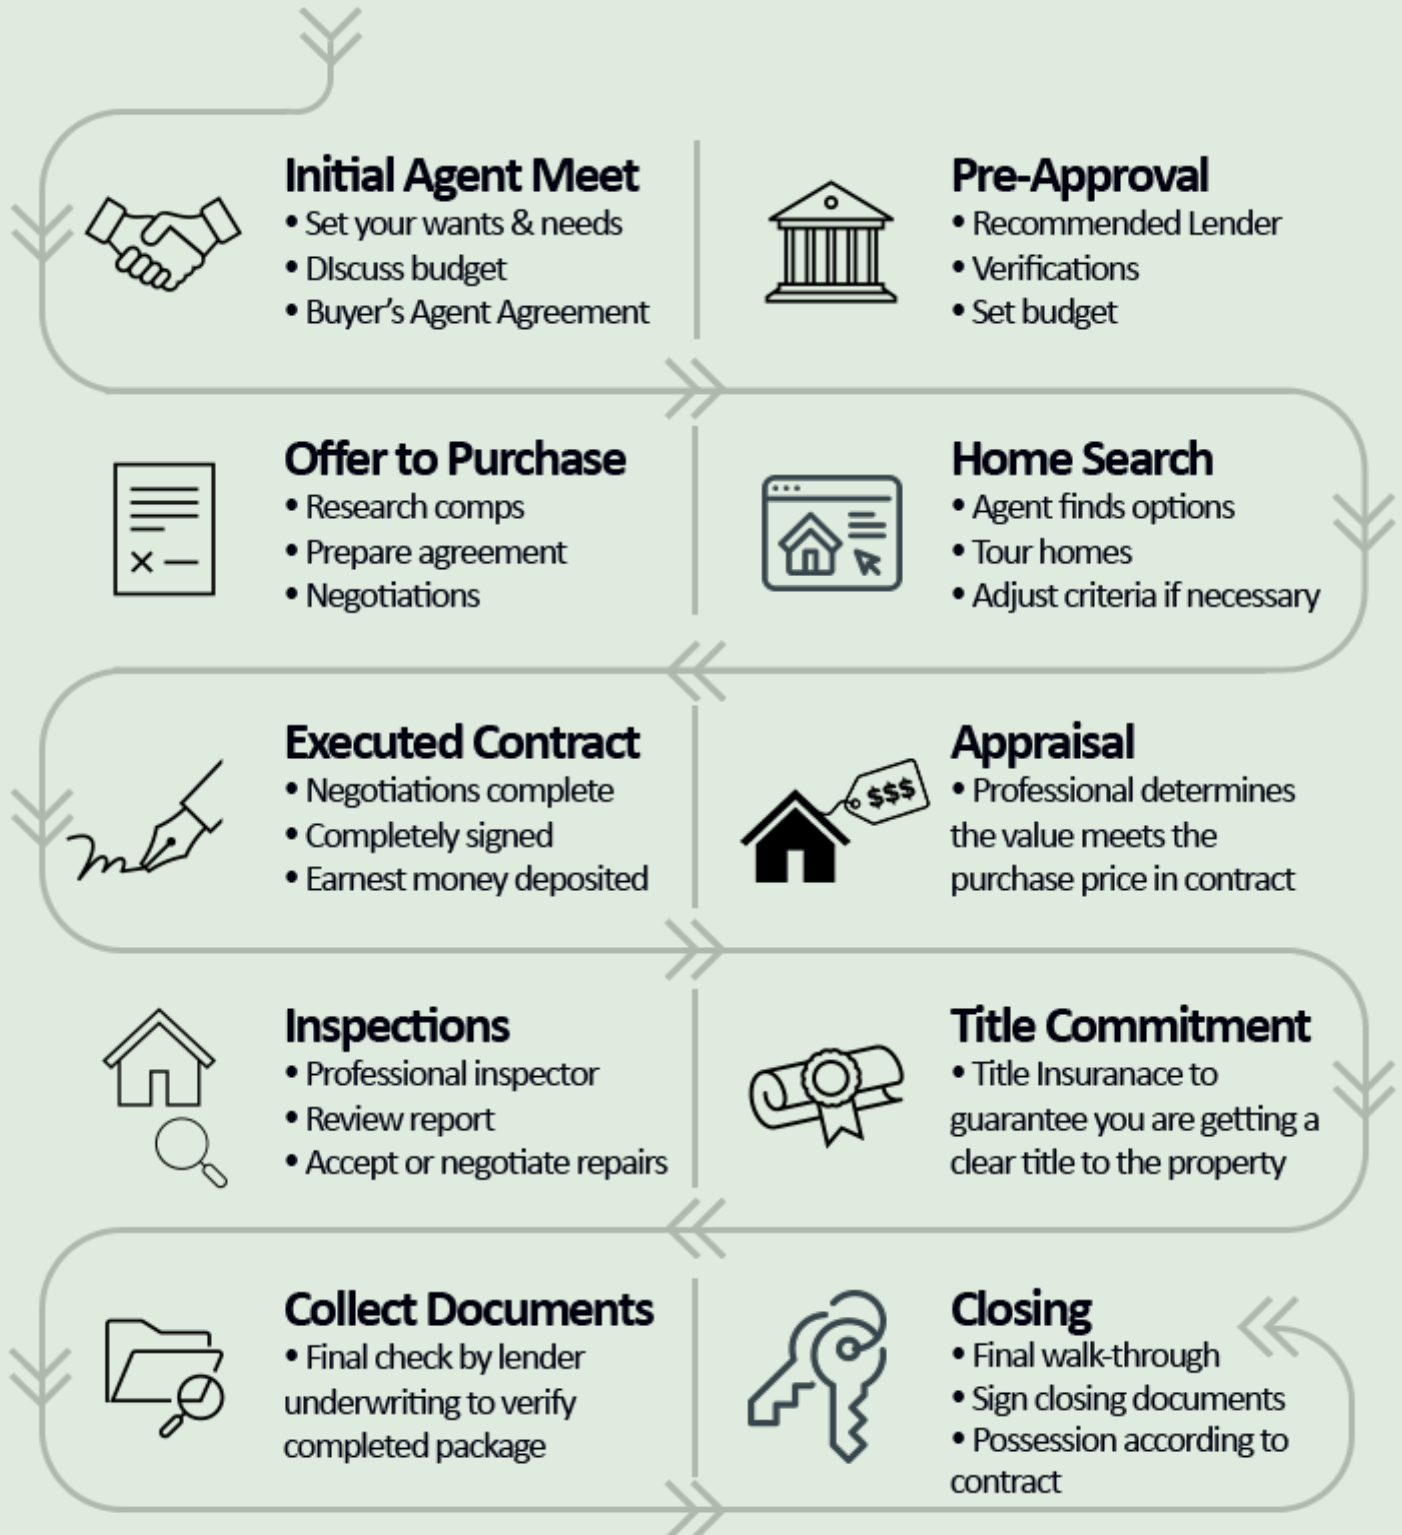 Initial Agent Meet
• Set your wants & needs
• DIscuss budget
• Buyer’s Agent Agreement
Pre-Approval
• Recommended Lender
• Verifications
• Set budget
Home Search
• Agent finds options
• Tour homes
• Adjust criteria if necessary
Offer to Purchase
• Research comps
• Prepare agreement
• Negotiations
Executed Contract
• Negotiations complete
• Completely signed
• Earnest money deposited
$$$
Appraisal
• Professional determines
the value meets the
purchase price in contract
Title Commitment
• Title Insuranace to
guarantee you are getting a
clear title to the property
Inspections
• Professional inspector
• Review report
• Accept or negotiate repairs
Collect Documents
• Final check by lender
underwriting to verify
completed package
Closing
• Final walk-through
• Sign closing documents
• Possession according to
contract